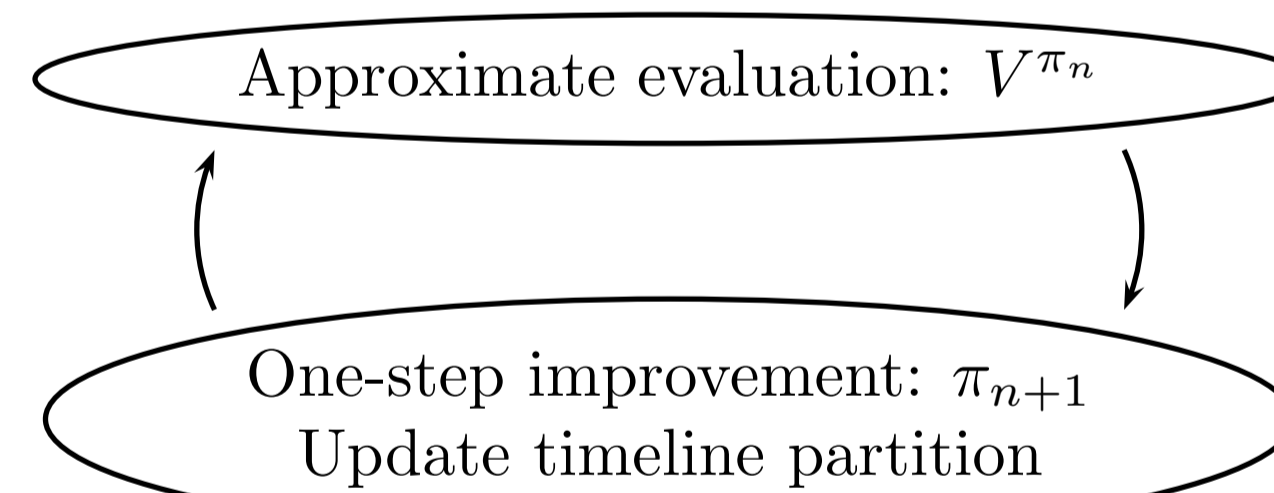 Approximate evaluation: V^{π_n}
One-step improvement: π_{n+1}
Update timeline partition